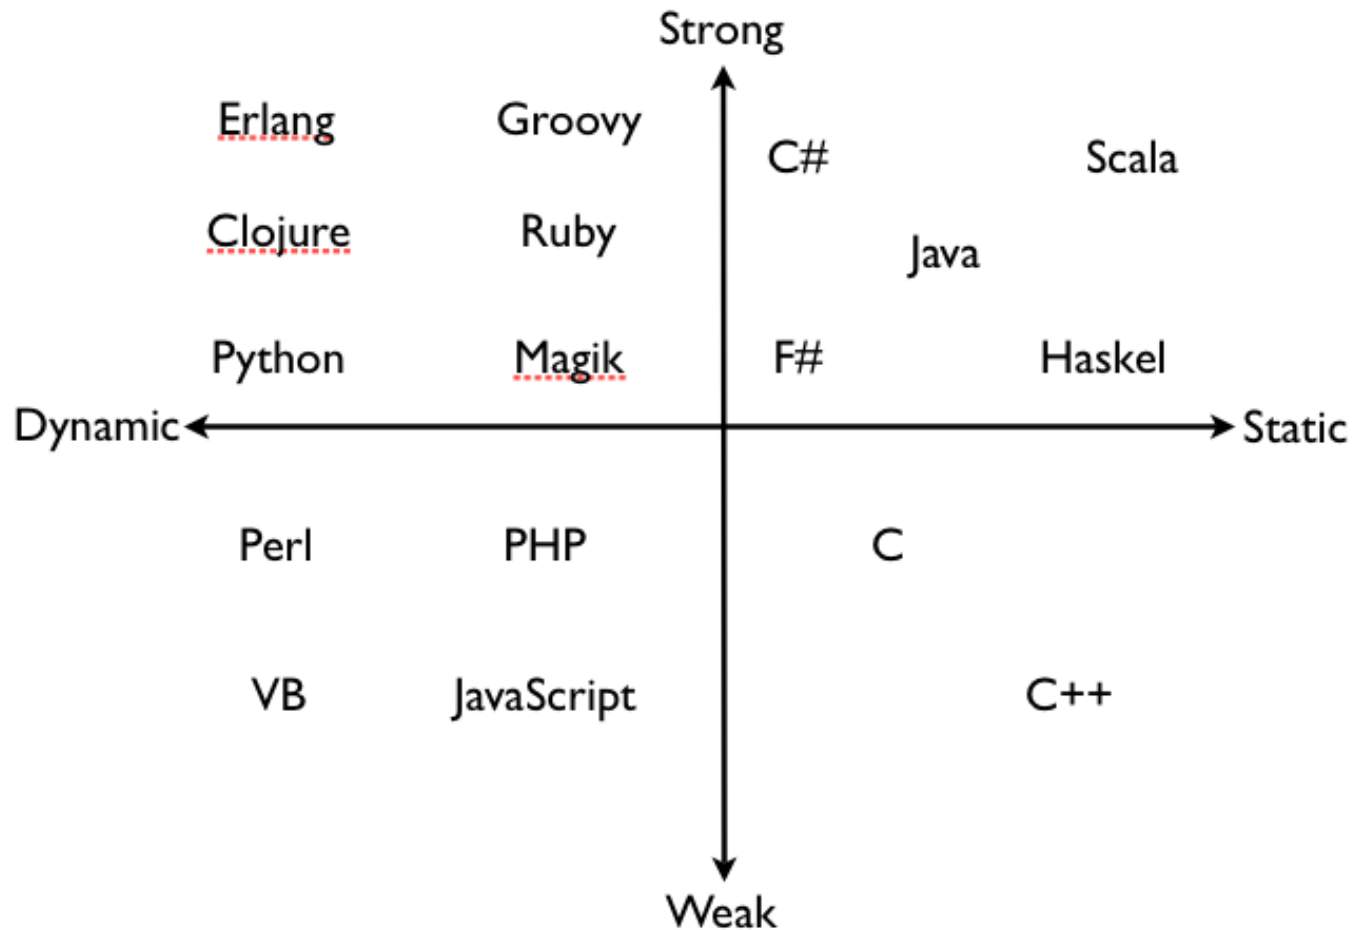 Strong
Erlang Groovy
C# Scala
Clojure Ruby
Java
Python Magik F# Haskel
Dynamic Static
Perl PHP C
VB JavaScript C++
Weak